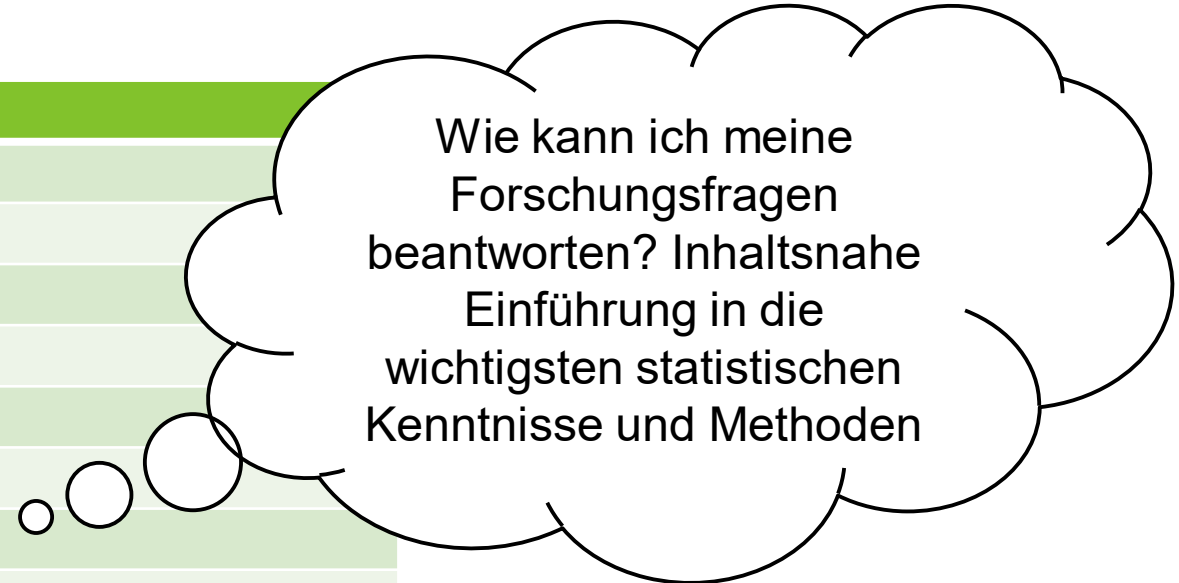 Wie kann ich meine
Forschungsfragen
beantworten? Inhaltsnahe
Einführung in die
wichtigsten statistischen
Kenntnisse und Methoden